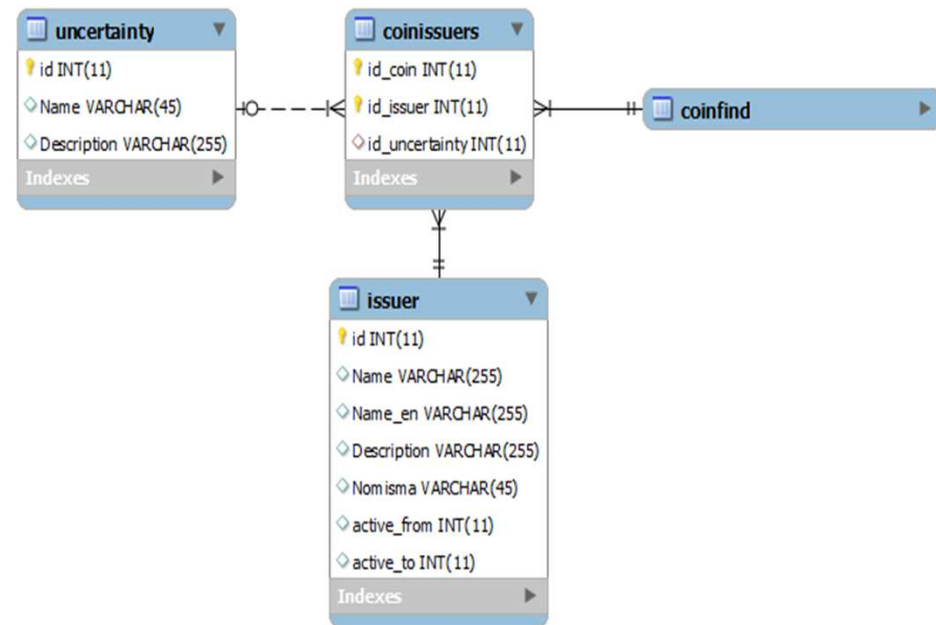 uncertainty
id INT(11)
Name VARCHAR(45)
Description VARCHAR(255)
Indexes
coinissuers
id_coin INT(11)
id_issuer INT(11)
id_uncertainty INT(11)
Indexes
coinfind
issuer
id INT(11)
Name VARCHAR(255)
Name_en VARCHAR(255)
Description VARCHAR(255)
Nomisma VARCHAR(45)
active_from INT(11)
active_to INT(11)
Indexes